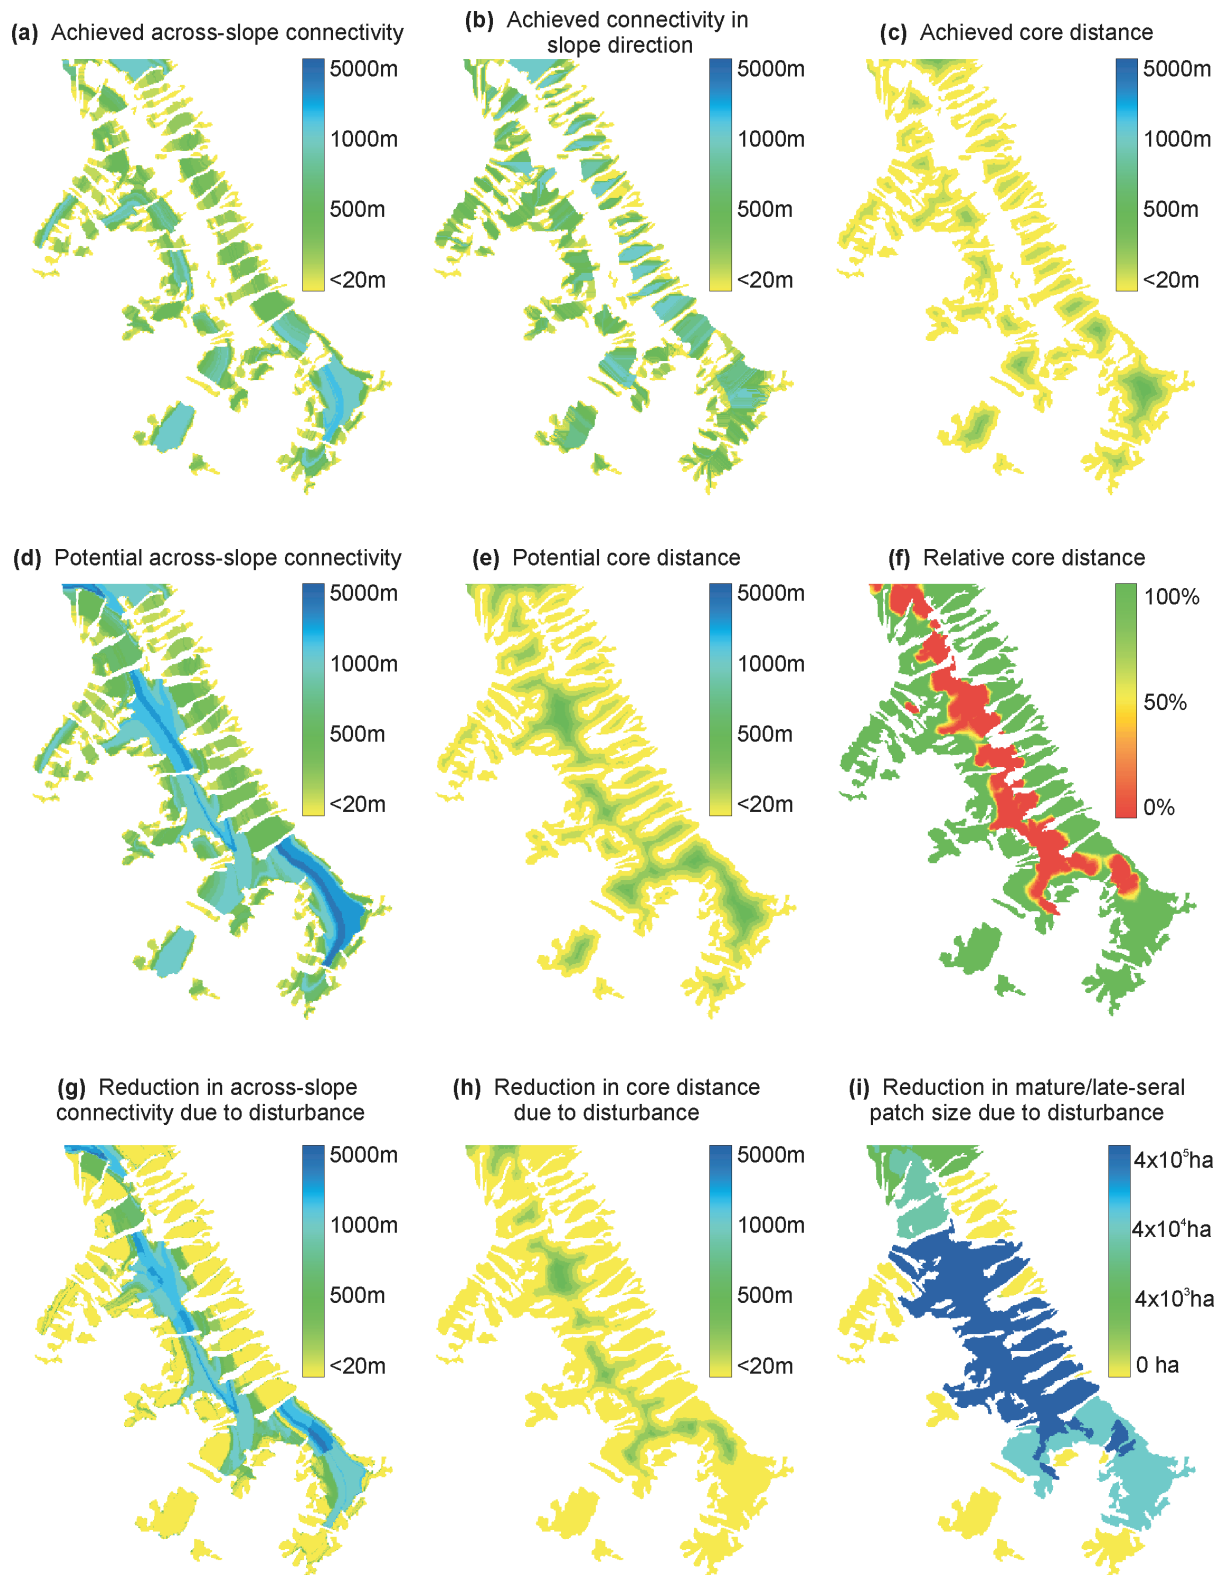 (a) Achieved across-slope connectivity
5000m
1000m
500m
<20m
(b) Achieved connectivity in
slope direction
5000m
1000m
500m
<20m
(c) Achieved core distance
5000m
1000m
500m
<20m
(d) Potential across-slope connectivity
5000m
1000m
500m
<20m
(e) Potential core distance
5000m
1000m
500m
<20m
(f) Relative core distance
100%
50%
0%
(g) Reduction in across-slope
connectivity due to disturbance
5000m
1000m
500m
<20m
(h) Reduction in core distance
due to disturbance
5000m
1000m
500m
<20m
(i) Reduction in mature/late-seral
patch size due to disturbance
4x10⁵ha
4x10⁴ha
4x10³ha
0 ha